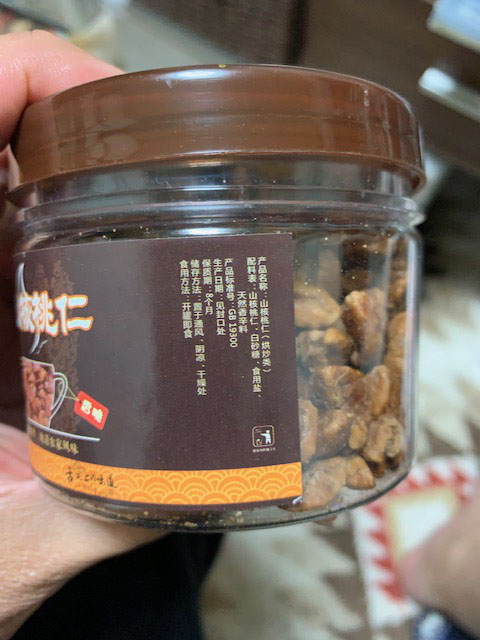 核桃仁
产品名称：山核桃仁（烘炒类）
配料表：山核桃仁、白砂糖、食用盐、
天然香辛料
产品标准号：GB 19300
生产日期：见封口处
保质期：8个月
储存方法：置于通风、阴凉、干燥处
食用方法：开罐即食